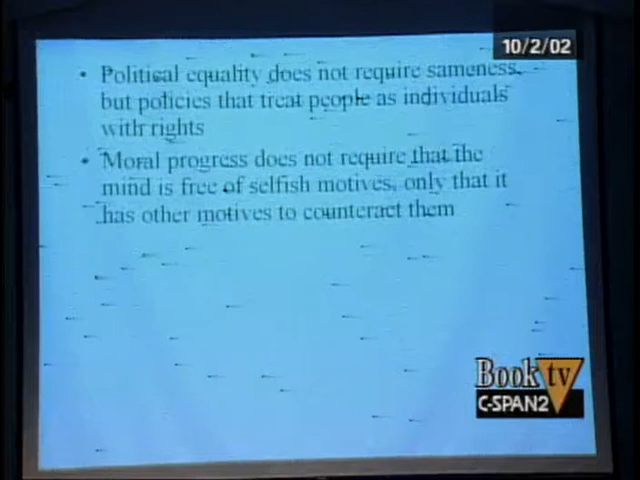 10/2/02
• Political equality does not require sameness,
but policies that treat people as individuals
with rights
• Moral progress does not require that the
mind is free of selfish motives, only that it
has other motives to counteract them
Book tv
C-SPAN2